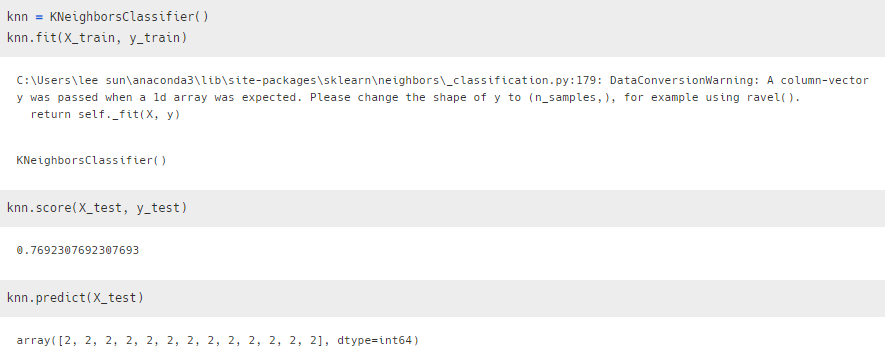 knn = KNeighborsClassifier()
knn.fit(X_train, y_train)
C:\Users\lee sun\anaconda3\lib\site-packages\sklearn\neighbors\_classification.py:179: DataConversionWarning: A column-vector
y was passed when a 1d array was expected. Please change the shape of y to (n_samples,), for example using ravel().
  return self._fit(X, y)
KNeighborsClassifier()
knn.score(X_test, y_test)
0.7692307692307693
knn.predict(X_test)
array([2, 2, 2, 2, 2, 2, 2, 2, 2, 2, 2, 2, 2], dtype=int64)